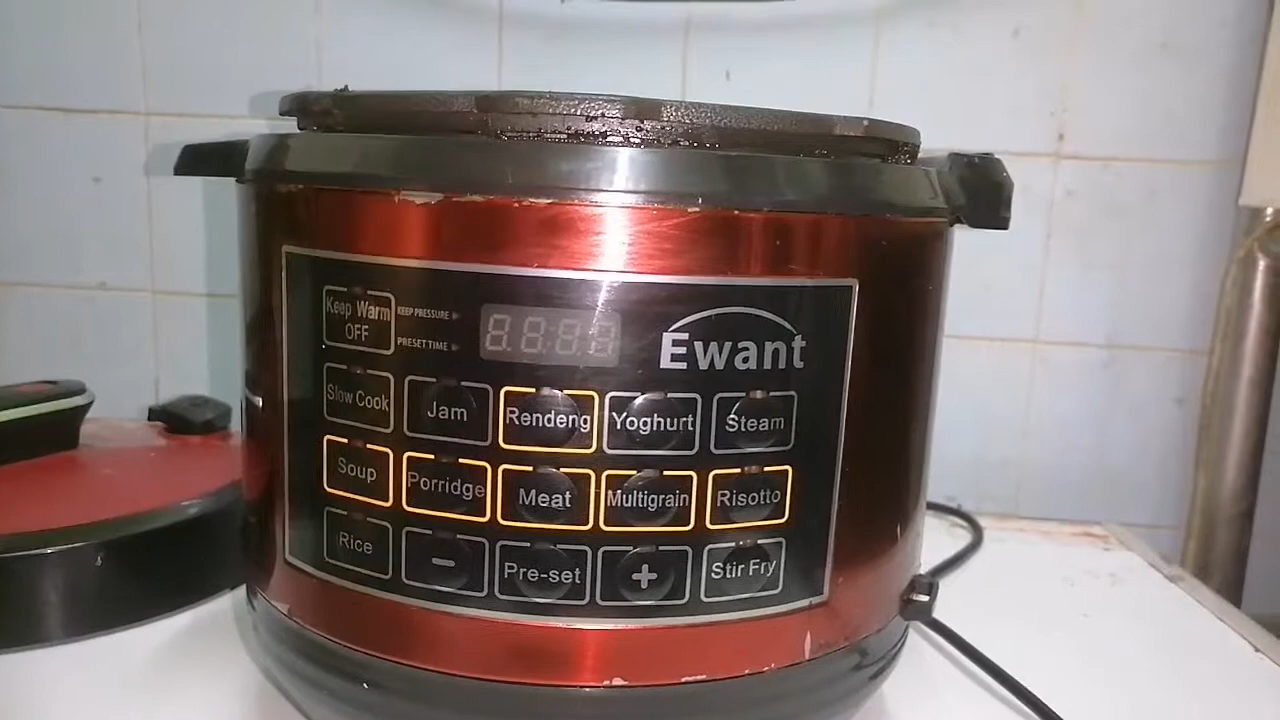 Keep Warm
OFF
KEEP PRESSURE
PRESET TIME
Ewant
Slow Cook
Jam
Rendeng
Yoghurt
Steam
Soup
Porridge
Meat
Multigrain
Risotto
Rice
−
Pre-set
+
Stir Fry